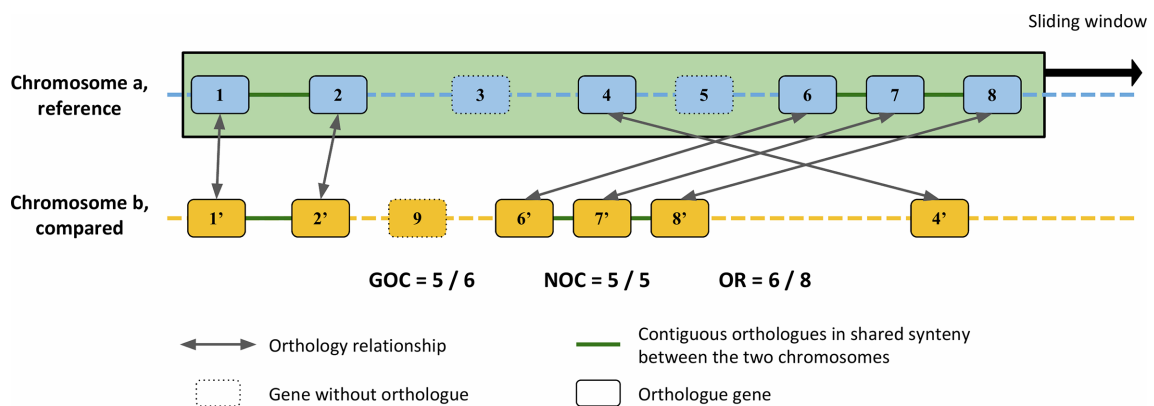 Sliding window
Chromosome a,
reference
1 2 3 4 5 6 7 8
Chromosome b,
compared
1’ 2’ 9 6’ 7’ 8’ 4’
GOC = 5 / 6 NOC = 5 / 5 OR = 6 / 8
Orthology relationship
Contiguous orthologues in shared synteny
between the two chromosomes
Gene without orthologue
Orthologue gene